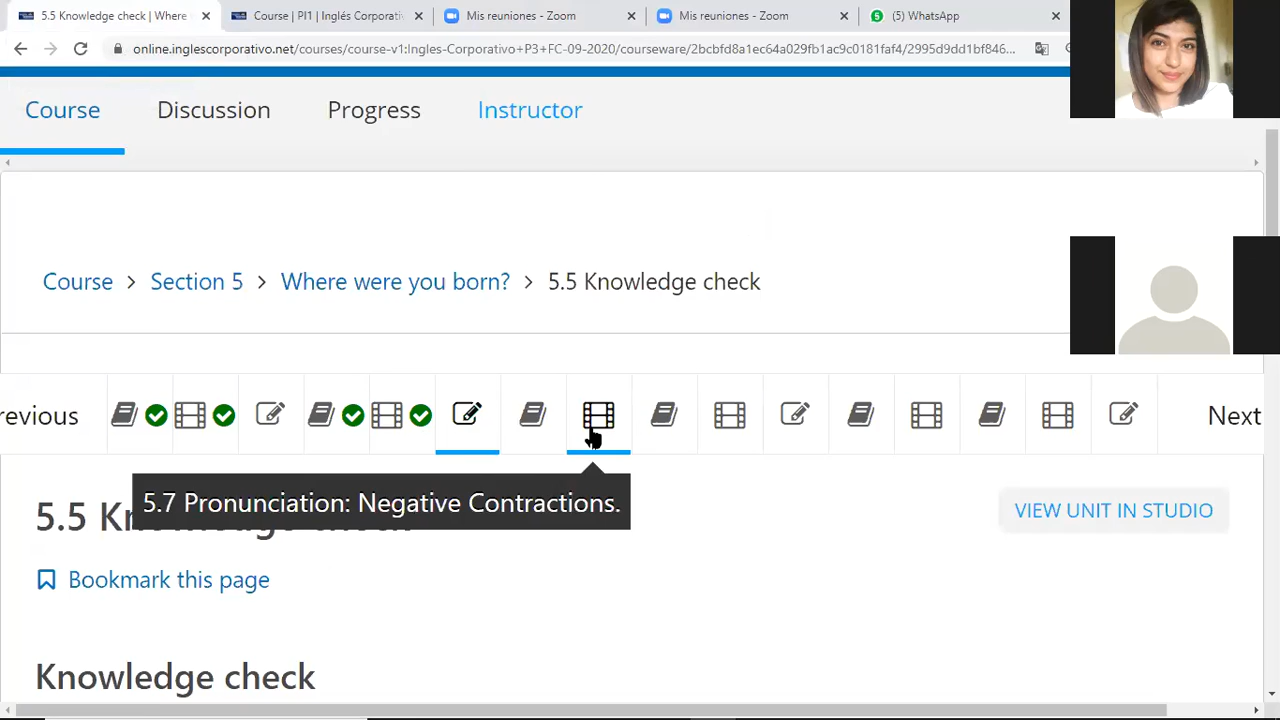 5.5 Knowledge check | Where
Course | PI1 | Inglés Corporativ
Mis reuniones - Zoom
Mis reuniones - Zoom
5
(5) WhatsApp
online.inglescorporativo.net/courses/course-v1:Ingles-Corporativo+P3+FC-09-2020/courseware/2bcbfd8a1ec64a029fb1ac9c0181faf4/2995d9dd1bf846...
Course
Discussion
Progress
Instructor
Course > Section 5 > Where were you born? > 5.5 Knowledge check
revious
Next
5.7 Pronunciation: Negative Contractions.
5.5 Kn
VIEW UNIT IN STUDIO
Bookmark this page
Knowledge check